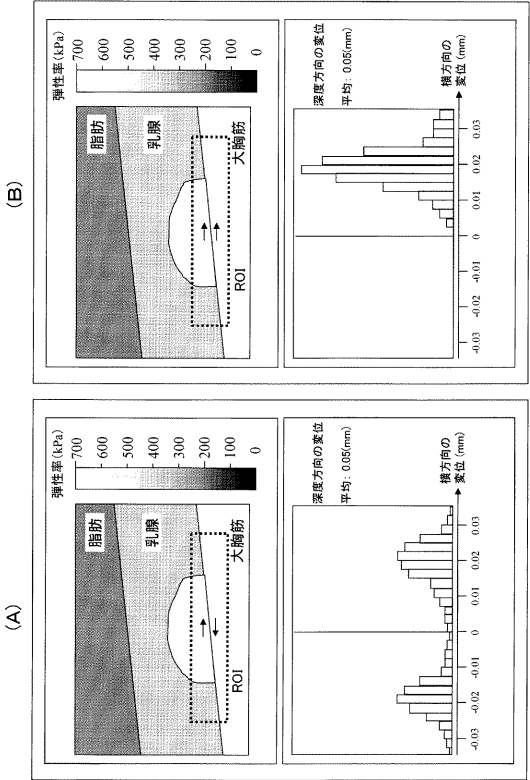 (A)
弾性率(kPa)
700
600
500
400
300
200
100
0
脂肪
乳腺
大胸筋
ROI
深度方向の変位
平均: 0.05(mm)
横方向の
変位 (mm)
-0.03
-0.02
-0.01
0
0.01
0.02
0.03
(B)
弾性率(kPa)
700
600
500
400
300
200
100
0
脂肪
乳腺
大胸筋
ROI
深度方向の変位
平均: 0.05(mm)
横方向の
変位 (mm)
-0.03
-0.02
-0.01
0
0.01
0.02
0.03